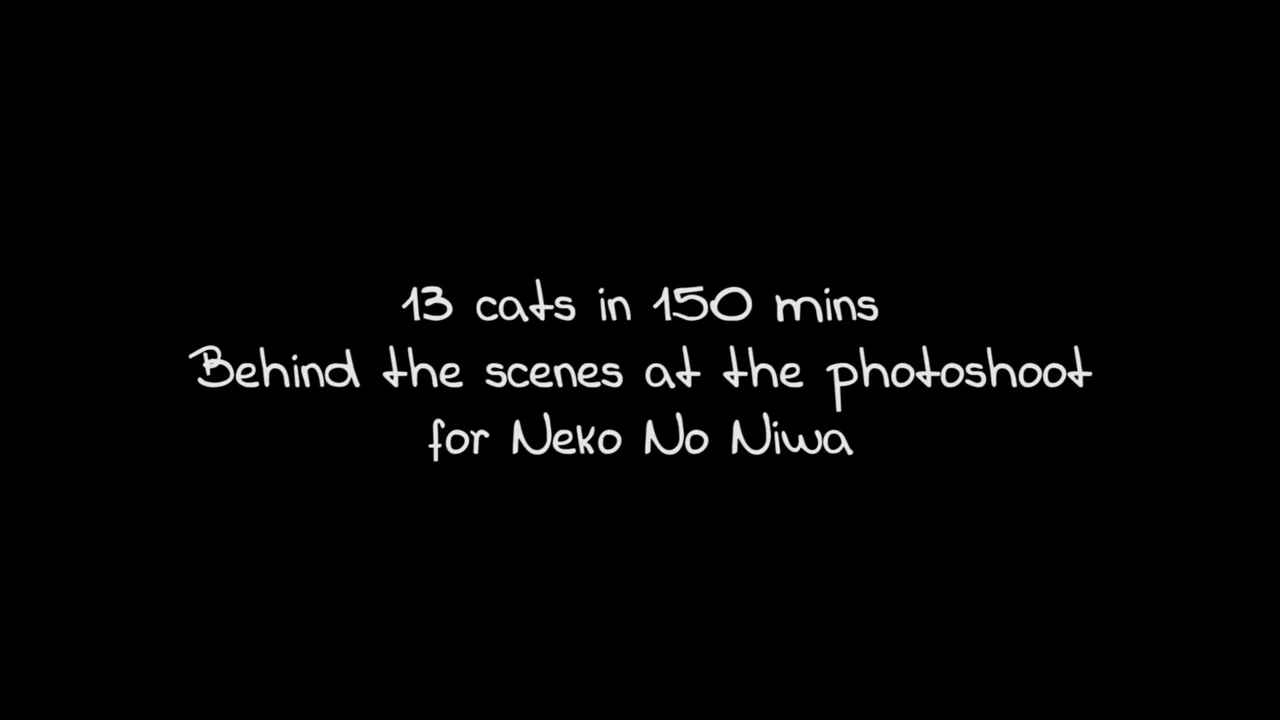 13 cats in 150 mins
Behind the scenes at the photoshoot
for Neko No Niwa